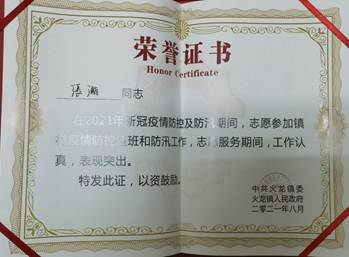 荣誉证书
Honor Certificate
张瀚 同志
在2021年新冠疫情防控及防汛期间，志愿参加镇
疫情防控 班和防汛工作，志愿服务期间，工作认
真，表现突出。
特发此证，以资鼓励。
中共火龙镇委
火龙镇人民政府
二零二一年八月